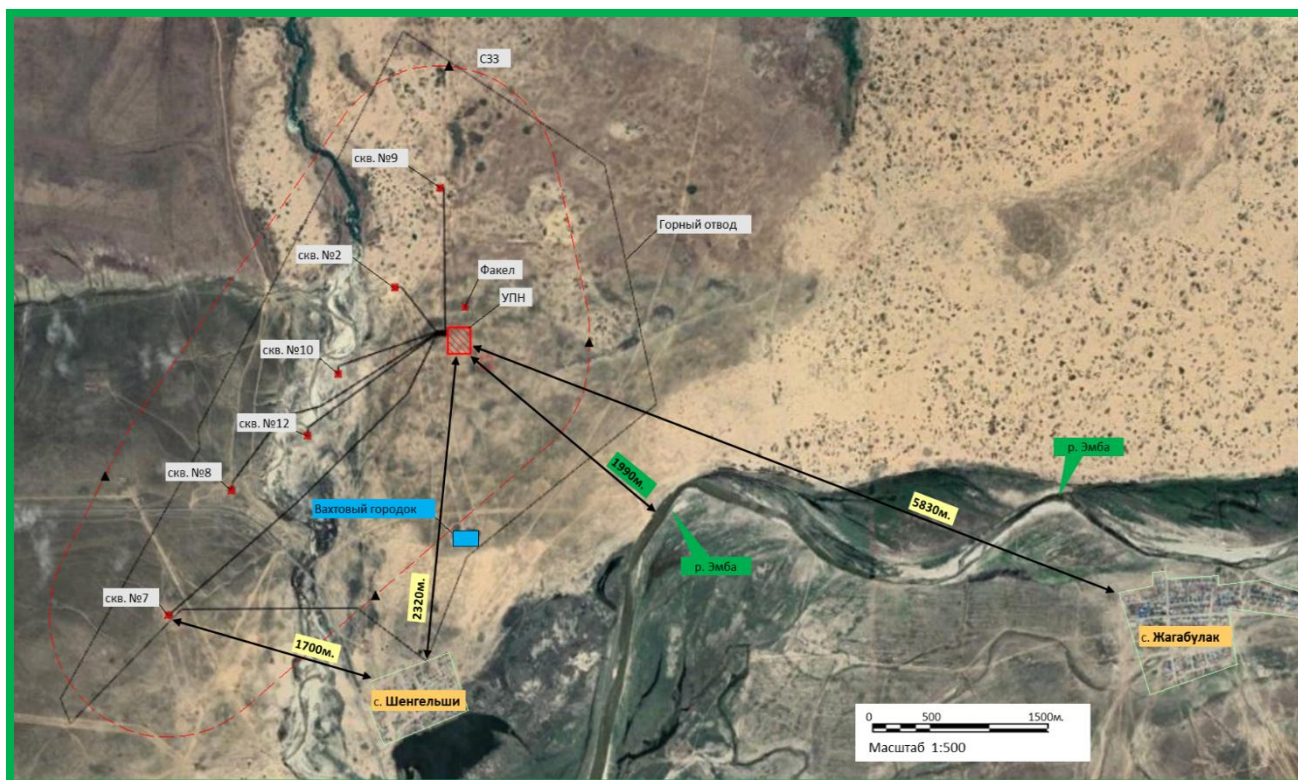 СЗЗ
скв. №9
Горный отвод
скв. №2
Факел
УПН
скв. №10
скв. №12
р. Эмба
скв. №8
1990м.
5830м.
Вахтовый городок
р. Эмба
2320м.
скв. №7
1700м.
с. Жагабулак
с. Шенгельши
0 500 1500м.
Масштаб 1:500